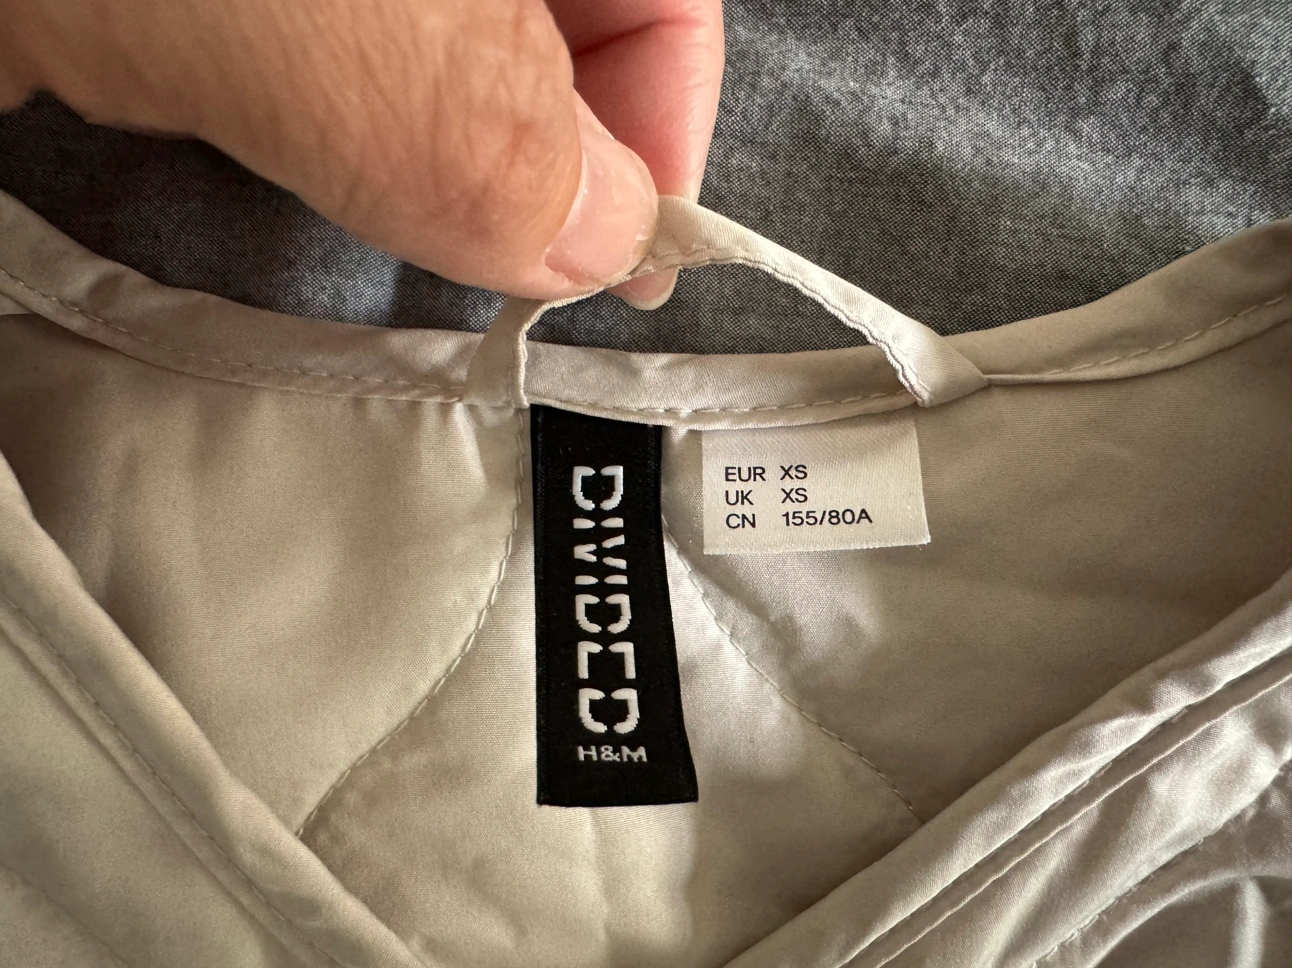 DIVIDED
H&M
EUR XS
UK XS
CN 155/80A